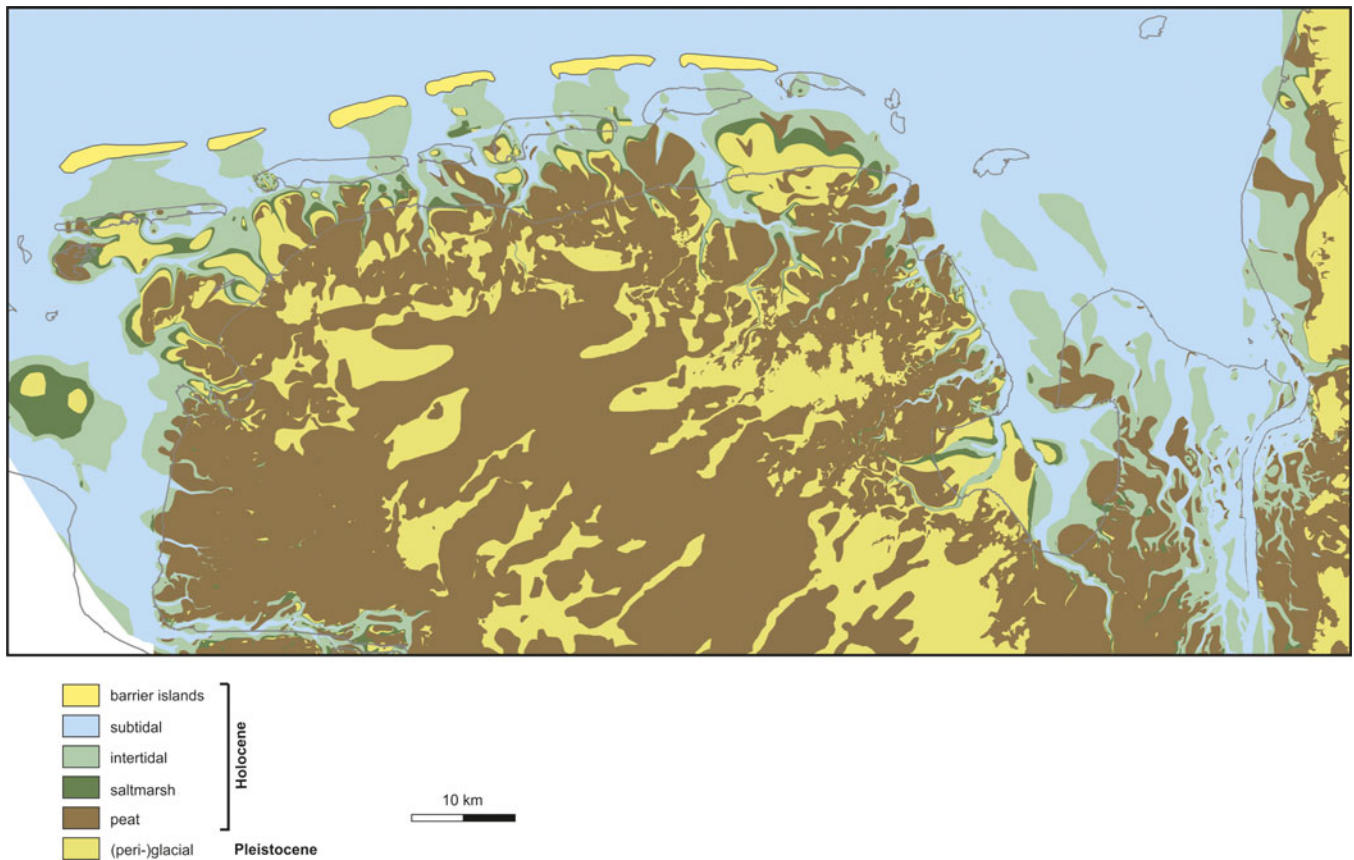 barrier islands
subtidal
intertidal
saltmarsh
peat
Holocene
(peri-)glacial Pleistocene
10 km